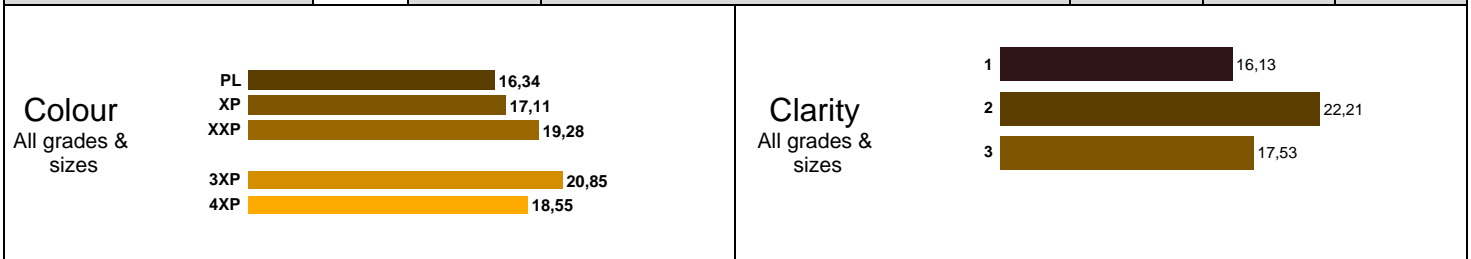 Colour
All grades &
sizes
PL 16,34
XP 17,11
XXP 19,28
3XP 20,85
4XP 18,55
Clarity
All grades &
sizes
1 16,13
2 22,21
3 17,53